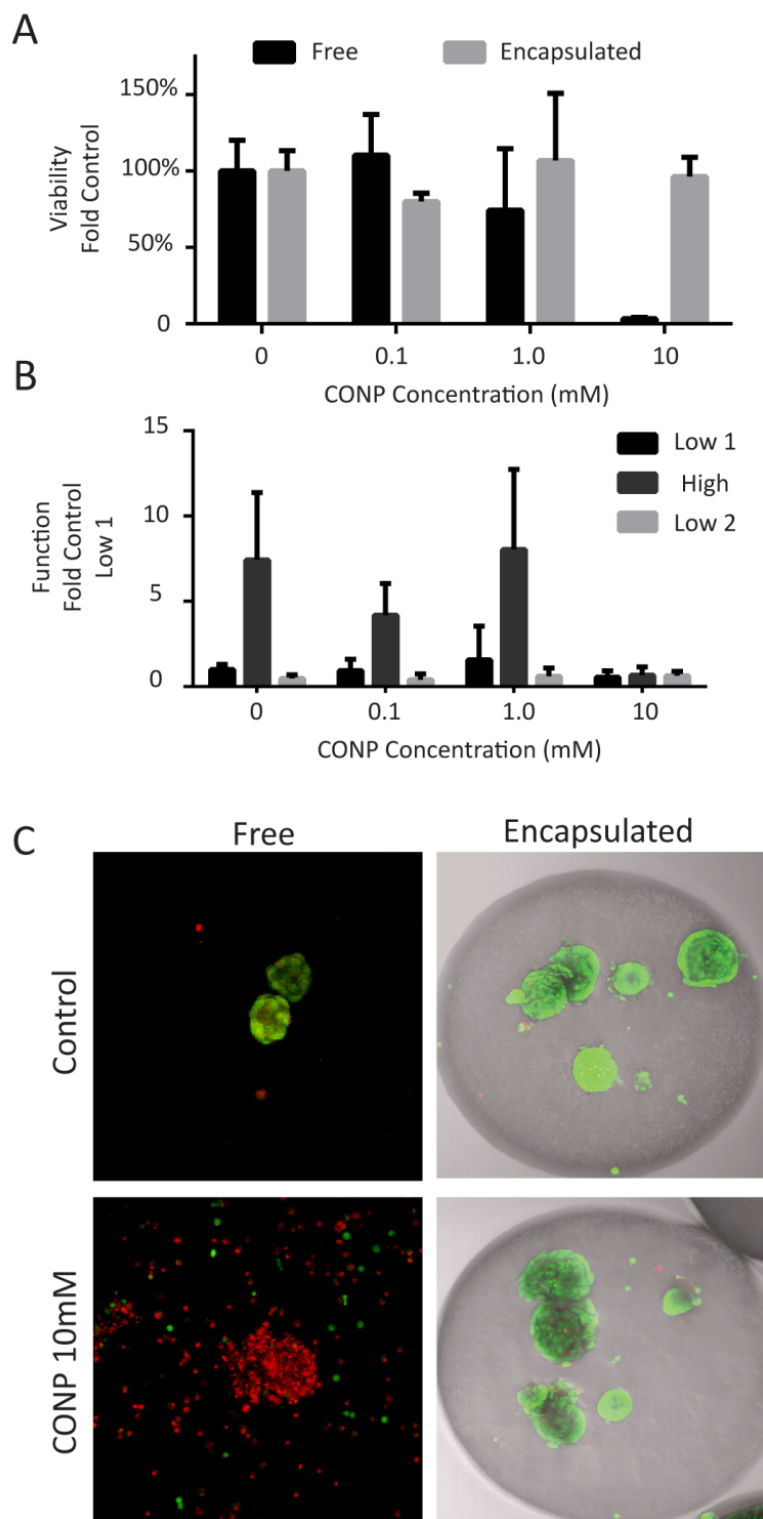 A
Free
Encapsulated
Viability
Fold Control
150%
100%
50%
0
0
0.1
1.0
10
CONP Concentration (mM)
B
Function
Fold Control
Low 1
15
10
5
0
Low 1
High
Low 2
0
0.1
1.0
10
CONP Concentration (mM)
C
Free
Encapsulated
Control
CONP 10mM